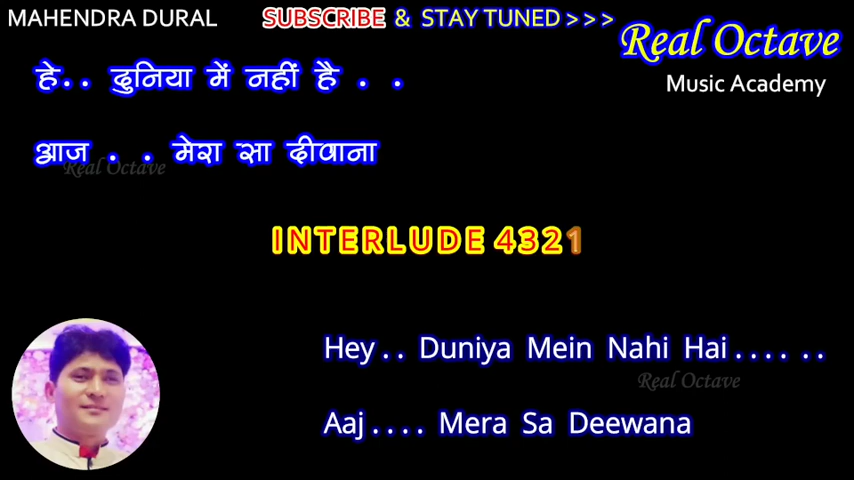 MAHENDRA DURAL
SUBSCRIBE & STAY TUNED >>>
Real Octave
Music Academy
हे.. दुनिया में नहीं है . .
आज . . मेरा सा दीवाना
Real Octave
INTERLUDE 4321
Hey.. Duniya Mein Nahi Hai.... ..
Real Octave
Aaj.... Mera Sa Deewana